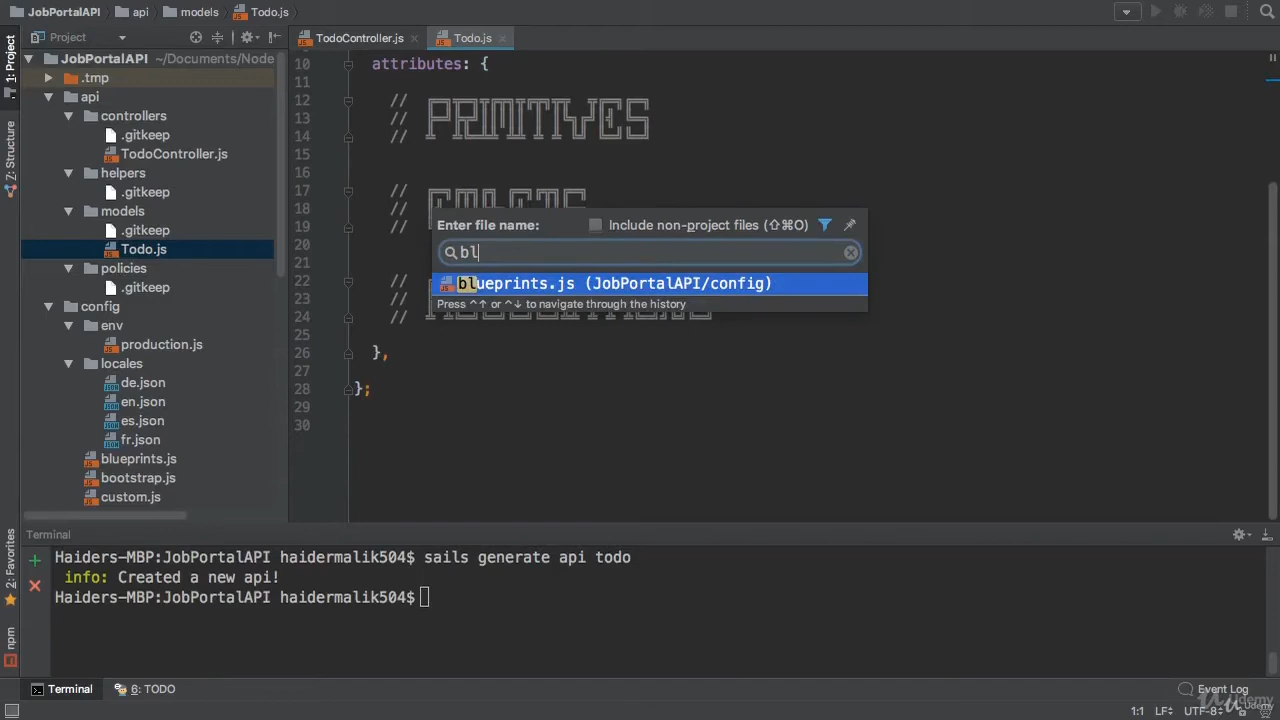 JobPortalAPI api models Todo.js
1: Project
Project
TodoController.js Todo.js
JobPortalAPI ~/Documents/Node
.tmp
api
controllers
.gitkeep
TodoController.js
helpers
.gitkeep
models
.gitkeep
Todo.js
policies
.gitkeep
config
env
production.js
locales
de.json
en.json
es.json
fr.json
blueprints.js
bootstrap.js
custom.js
Z: Structure
2: Favorites
npm
10 attributes: {
11
12 //
13 // PRIMITIVES
14 //
15
16
17 //
18 //
19 //
20
21
22 //
23 //
24 //
25
26 },
27
28 };
29
30
Enter file name: Include non-project files (⇧⌘O)
bl
blueprints.js (JobPortalAPI/config)
Press ⌃↑ or ⌃↓ to navigate through the history
Terminal
Haiders-MBP:JobPortalAPI haidermalik504$ sails generate api todo
info: Created a new api!
Haiders-MBP:JobPortalAPI haidermalik504$
Terminal 6: TODO Event Log
Udemy
1:1 LF÷ UTF-8÷